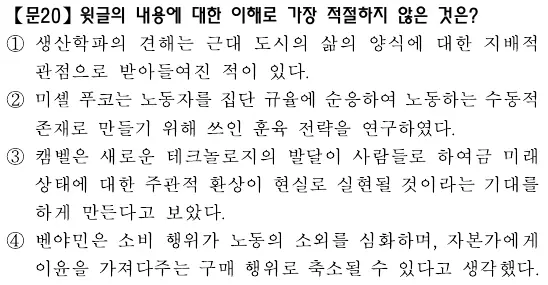 【문20】 윗글의 내용에 대한 이해로 가장 적절하지 않은 것은?
① 생산학파의 견해는 근대 도시의 삶의 양식에 대한 지배적
관점으로 받아들여진 적이 있다.
② 미셸 푸코는 노동자를 집단 규율에 순응하여 노동하는 수동적
존재로 만들기 위해 쓰인 훈육 전략을 연구하였다.
③ 캠벨은 새로운 테크놀로지의 발달이 사람들로 하여금 미래
상태에 대한 주관적 환상이 현실로 실현될 것이라는 기대를
하게 만든다고 보았다.
④ 벤야민은 소비 행위가 노동의 소외를 심화하며, 자본가에게
이윤을 가져다주는 구매 행위로 축소될 수 있다고 생각했다.